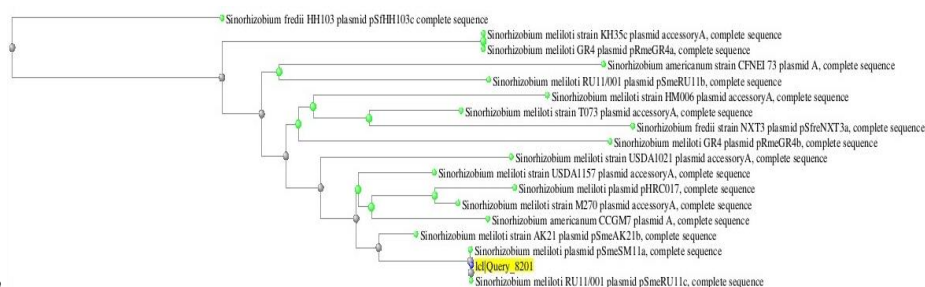 Sinorhizobium fredii HH103 plasmid pSfHH103c complete sequence
Sinorhizobium meliloti strain KH35c plasmid accessoryA, complete sequence
Sinorhizobium meliloti GR4 plasmid pRmeGR4a, complete sequence
Sinorhizobium americanum strain CFNEI 73 plasmid A, complete sequence
Sinorhizobium meliloti RU11/001 plasmid pSmeRU11b, complete sequence
Sinorhizobium meliloti strain HM006 plasmid accessoryA, complete sequence
Sinorhizobium meliloti strain T073 plasmid accessoryA, complete sequence
Sinorhizobium fredii strain NXT3 plasmid pSfreNXT3a, complete sequence
Sinorhizobium meliloti GR4 plasmid pRmeGR4b, complete sequence
Sinorhizobium meliloti strain USDA1021 plasmid accessoryA, complete sequence
Sinorhizobium meliloti strain USDA1157 plasmid accessoryA, complete sequence
Sinorhizobium meliloti plasmid pHRC017, complete sequence
Sinorhizobium meliloti strain M270 plasmid accessoryA, complete sequence
Sinorhizobium americanum CCGM7 plasmid A, complete sequence
Sinorhizobium meliloti strain AK21 plasmid pSmeAK21b, complete sequence
Sinorhizobium meliloti plasmid pSmeSM11a, complete sequence
lcl|Query_8201
Sinorhizobium meliloti RU11/001 plasmid pSmeRU11c, complete sequence